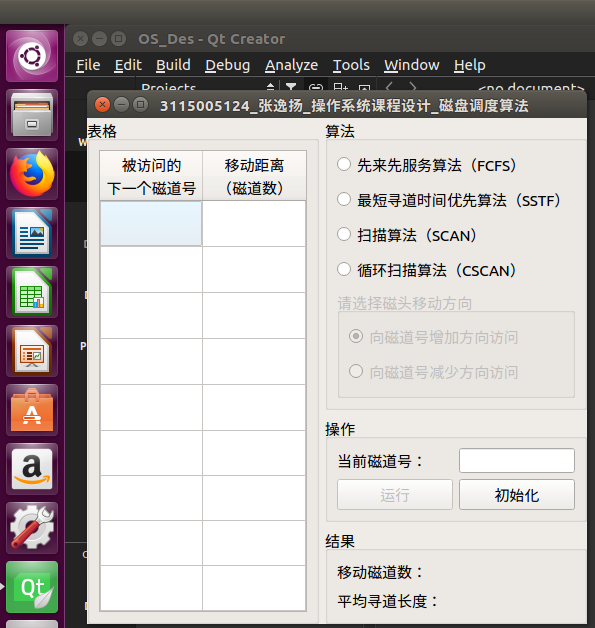 OS_Des - Qt Creator
File Edit Build Debug Analyze Tools Window Help
Projects <no document>
3115005124_张逸扬_操作系统课程设计_磁盘调度算法
表格
被访问的
下一个磁道号
移动距离
（磁道数）
算法
先来先服务算法（FCFS）
最短寻道时间优先算法（SSTF）
扫描算法（SCAN）
循环扫描算法（CSCAN）
请选择磁头移动方向
向磁道号增加方向访问
向磁道号减少方向访问
操作
当前磁道号：
运行 初始化
结果
移动磁道数：
平均寻道长度：
Qt